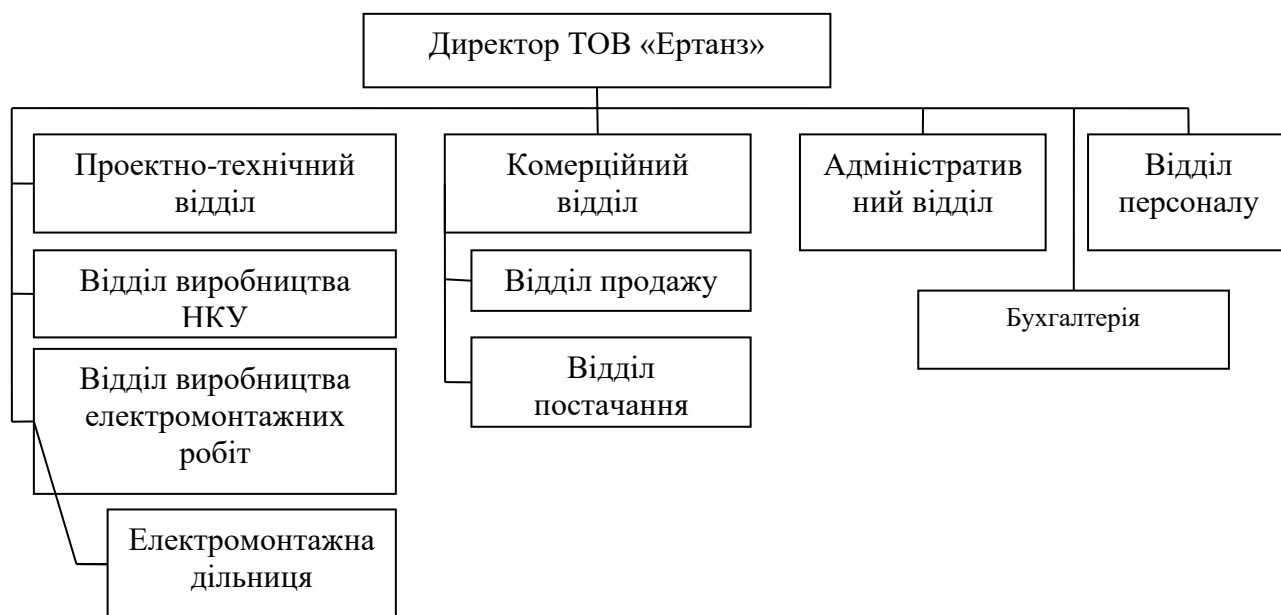 Директор ТОВ «Ертанз»
Проектно-технічний
відділ
Комерційний
відділ
Адміністратив
ний відділ
Відділ
персоналу
Відділ виробництва
НКУ
Відділ продажу
Бухгалтерія
Відділ виробництва
електромонтажних
робіт
Відділ
постачання
Електромонтажна
дільниця